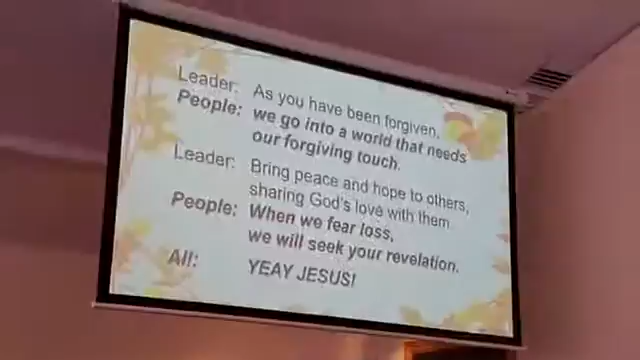 Leader: As you have been forgiven,
People: we go into a world that needs
our forgiving touch.
Leader: Bring peace and hope to others,
sharing God's love with them
People: When we fear loss,
we will seek your revelation.
All: YEAY JESUS!